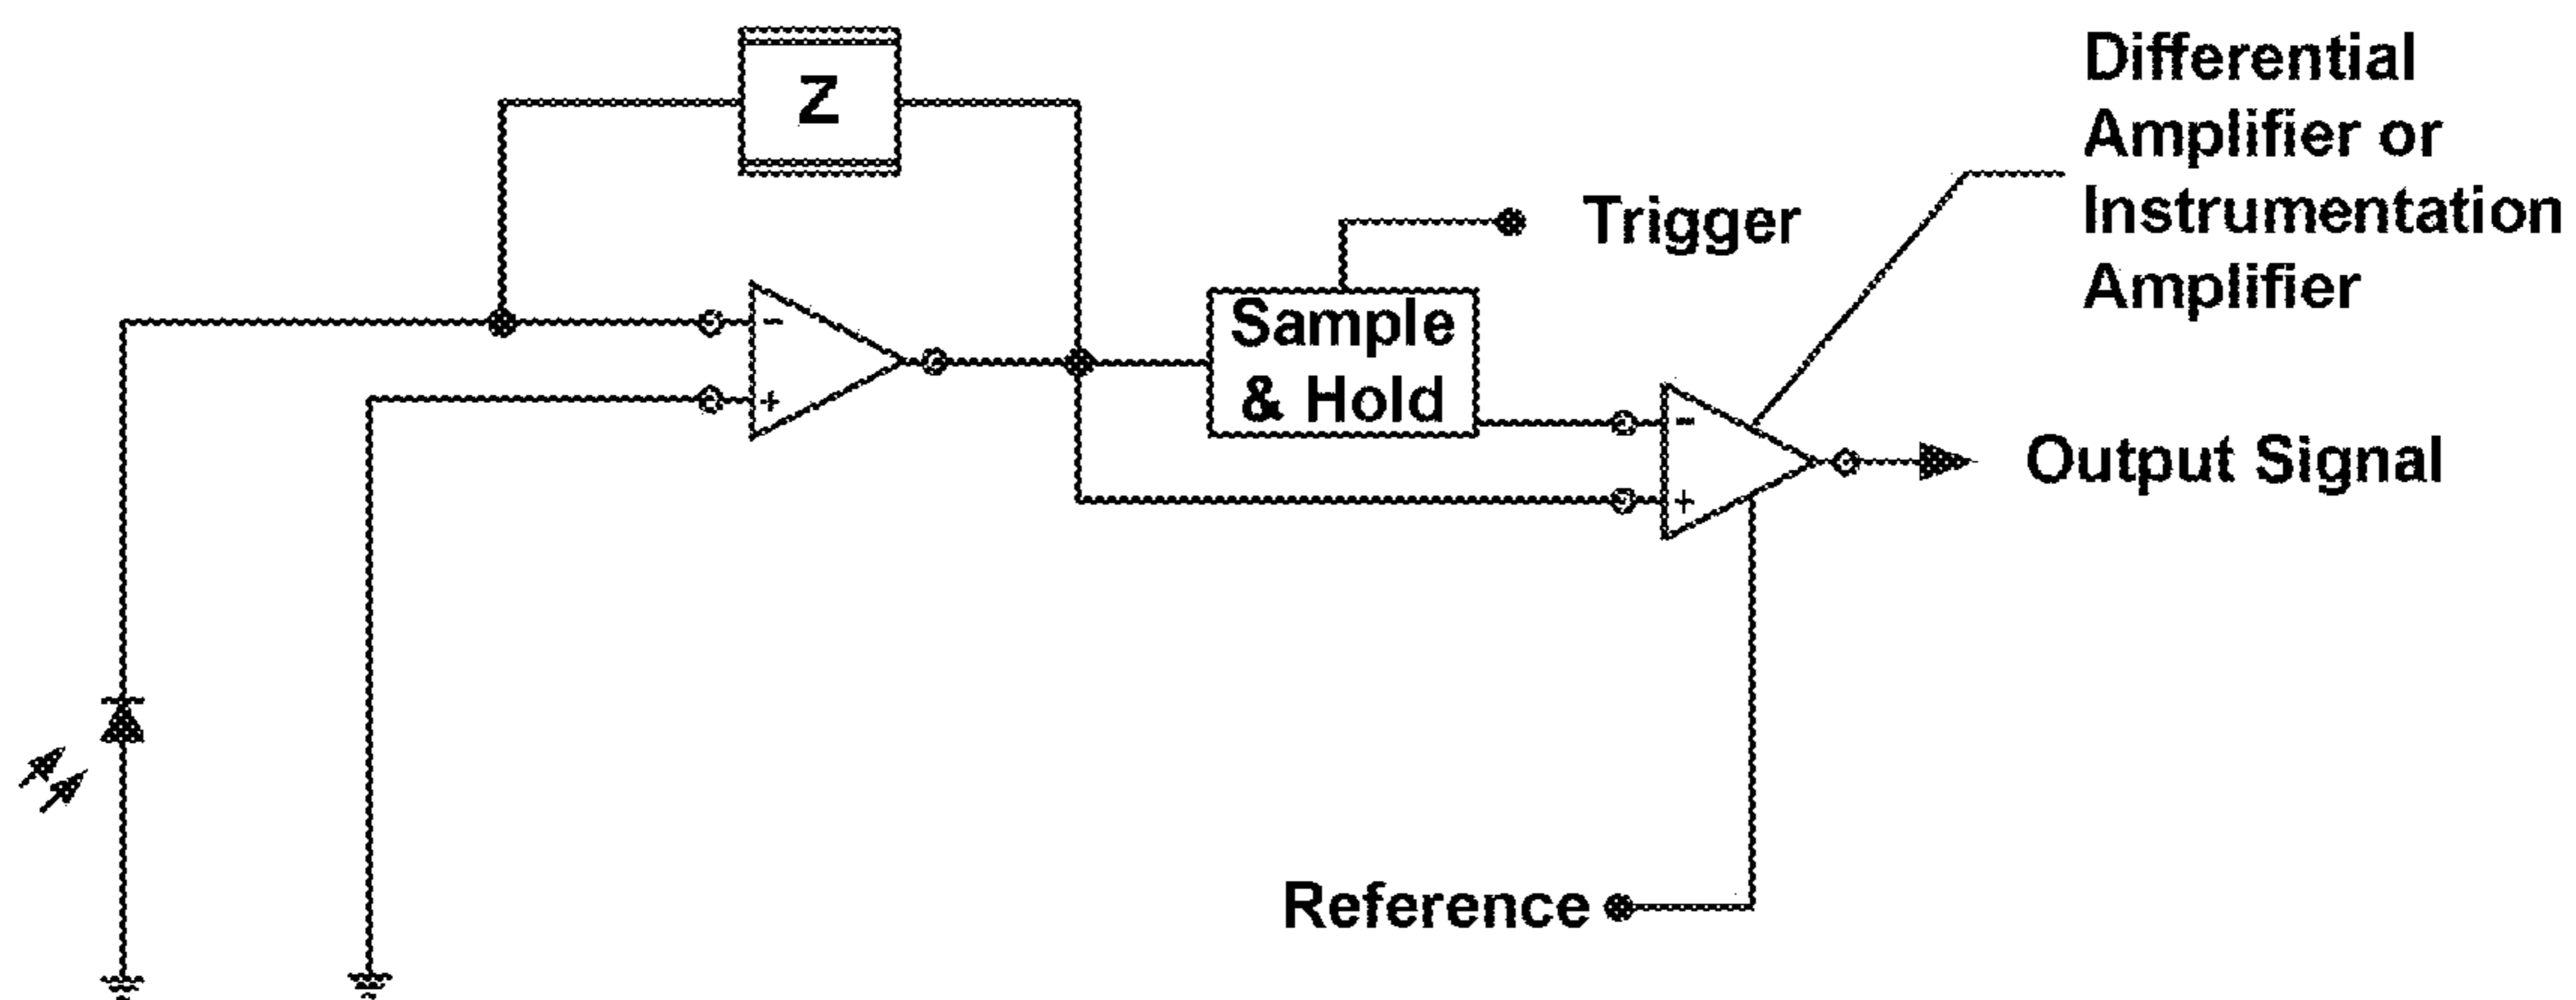 Z
Differential
Amplifier or
Instrumentation
Amplifier
Trigger
Sample
& Hold
-
+
-
+
Output Signal
Reference